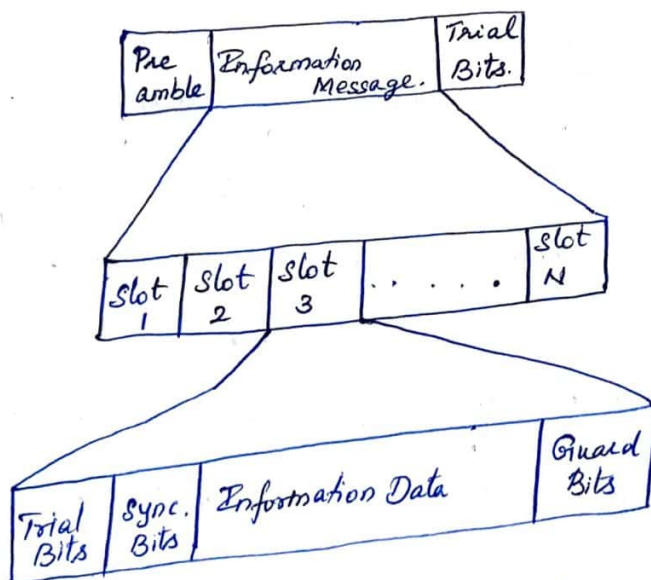 Pre
amble
Information
Message.
Trial
Bits.
Slot
1
Slot
2
Slot
3
. . . . .
Slot
N
Trial
Bits
Sync.
Bits
Information Data
Guard
Bits